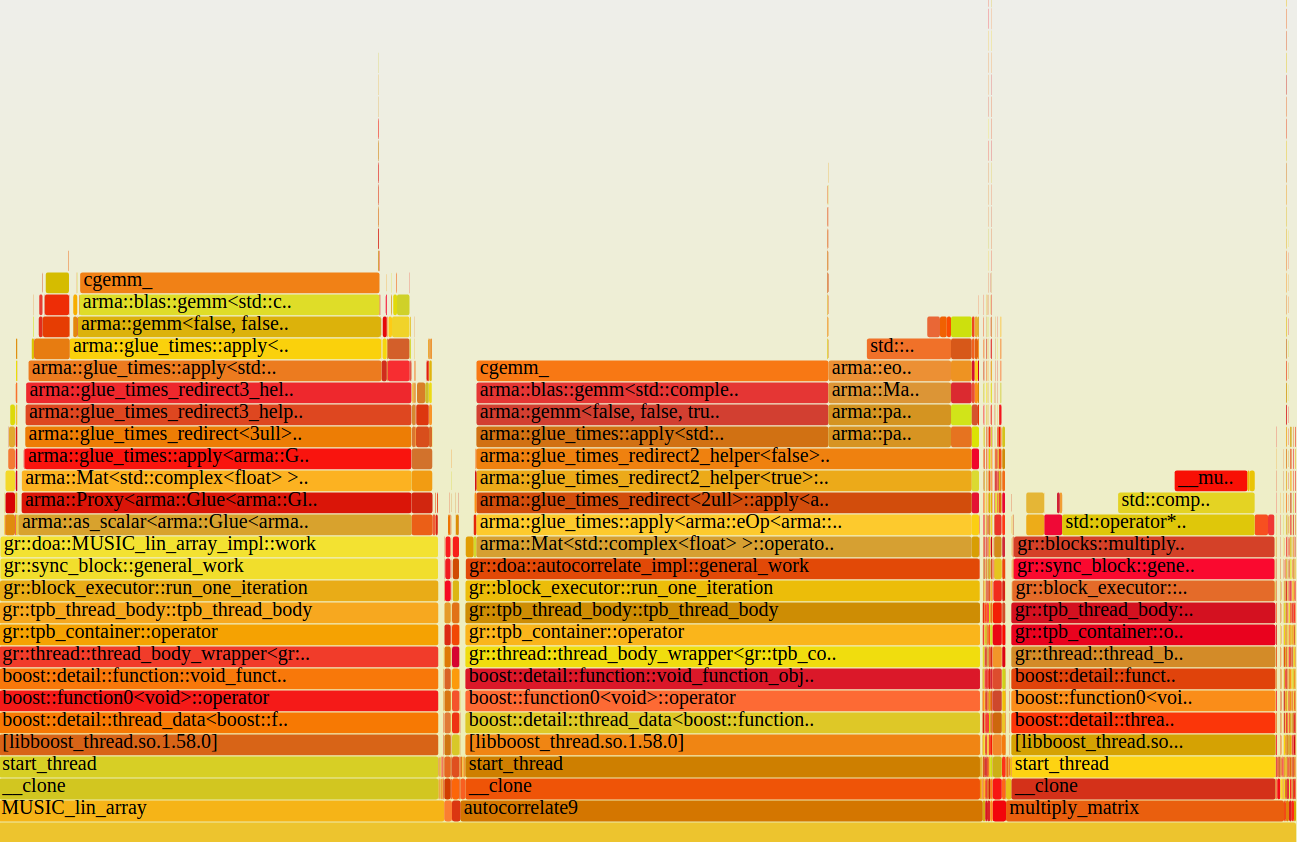 cgemm_
arma::blas::gemm<std::c..
arma::gemm<false, false..
std::..
arma::glue_times::apply<..
arma::glue_times::apply<std:..
cgemm_
arma::eo..
arma::glue_times_redirect3_hel..
arma::blas::gemm<std::comple..
arma::Ma..
arma::glue_times_redirect3_help..
arma::gemm<false, false, tru..
arma::pa..
arma::glue_times_redirect<3ull>..
arma::glue_times::apply<std:..
arma::pa..
arma::glue_times::apply<arma::G..
arma::glue_times_redirect2_helper<false>..
arma::Mat<std::complex<float> >..
arma::glue_times_redirect2_helper<true>:..
__mu..
arma::Proxy<arma::Glue<arma::Gl..
arma::glue_times_redirect<2ull>::apply<a..
std::comp..
arma::as_scalar<arma::Glue<arma..
arma::glue_times::apply<arma::eOp<arma::..
std::operator*..
gr::doa::MUSIC_lin_array_impl::work
arma::Mat<std::complex<float> >::operato..
gr::blocks::multiply..
gr::sync_block::general_work
gr::doa::autocorrelate_impl::general_work
gr::sync_block::gene..
gr::block_executor::run_one_iteration
gr::block_executor::run_one_iteration
gr::block_executor::..
gr::tpb_thread_body::tpb_thread_body
gr::tpb_thread_body::tpb_thread_body
gr::tpb_thread_body:..
gr::tpb_container::operator
gr::tpb_container::operator
gr::tpb_container::o..
gr::thread::thread_body_wrapper<gr:..
gr::thread::thread_body_wrapper<gr::tpb_co..
gr::thread::thread_b..
boost::detail::function::void_funct..
boost::detail::function::void_function_obj..
boost::detail::funct..
boost::function0<void>::operator
boost::function0<void>::operator
boost::function0<voi..
boost::detail::thread_data<boost::f..
boost::detail::thread_data<boost::function..
boost::detail::threa..
[libboost_thread.so.1.58.0]
[libboost_thread.so.1.58.0]
[libboost_thread.so...
start_thread
start_thread
start_thread
__clone
__clone
__clone
MUSIC_lin_array
autocorrelate9
multiply_matrix